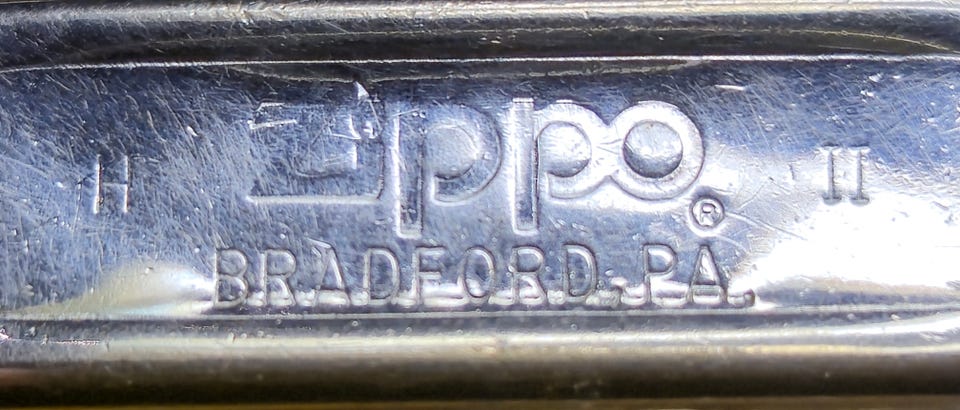 H Zippo® II
BRADFORD, PA.